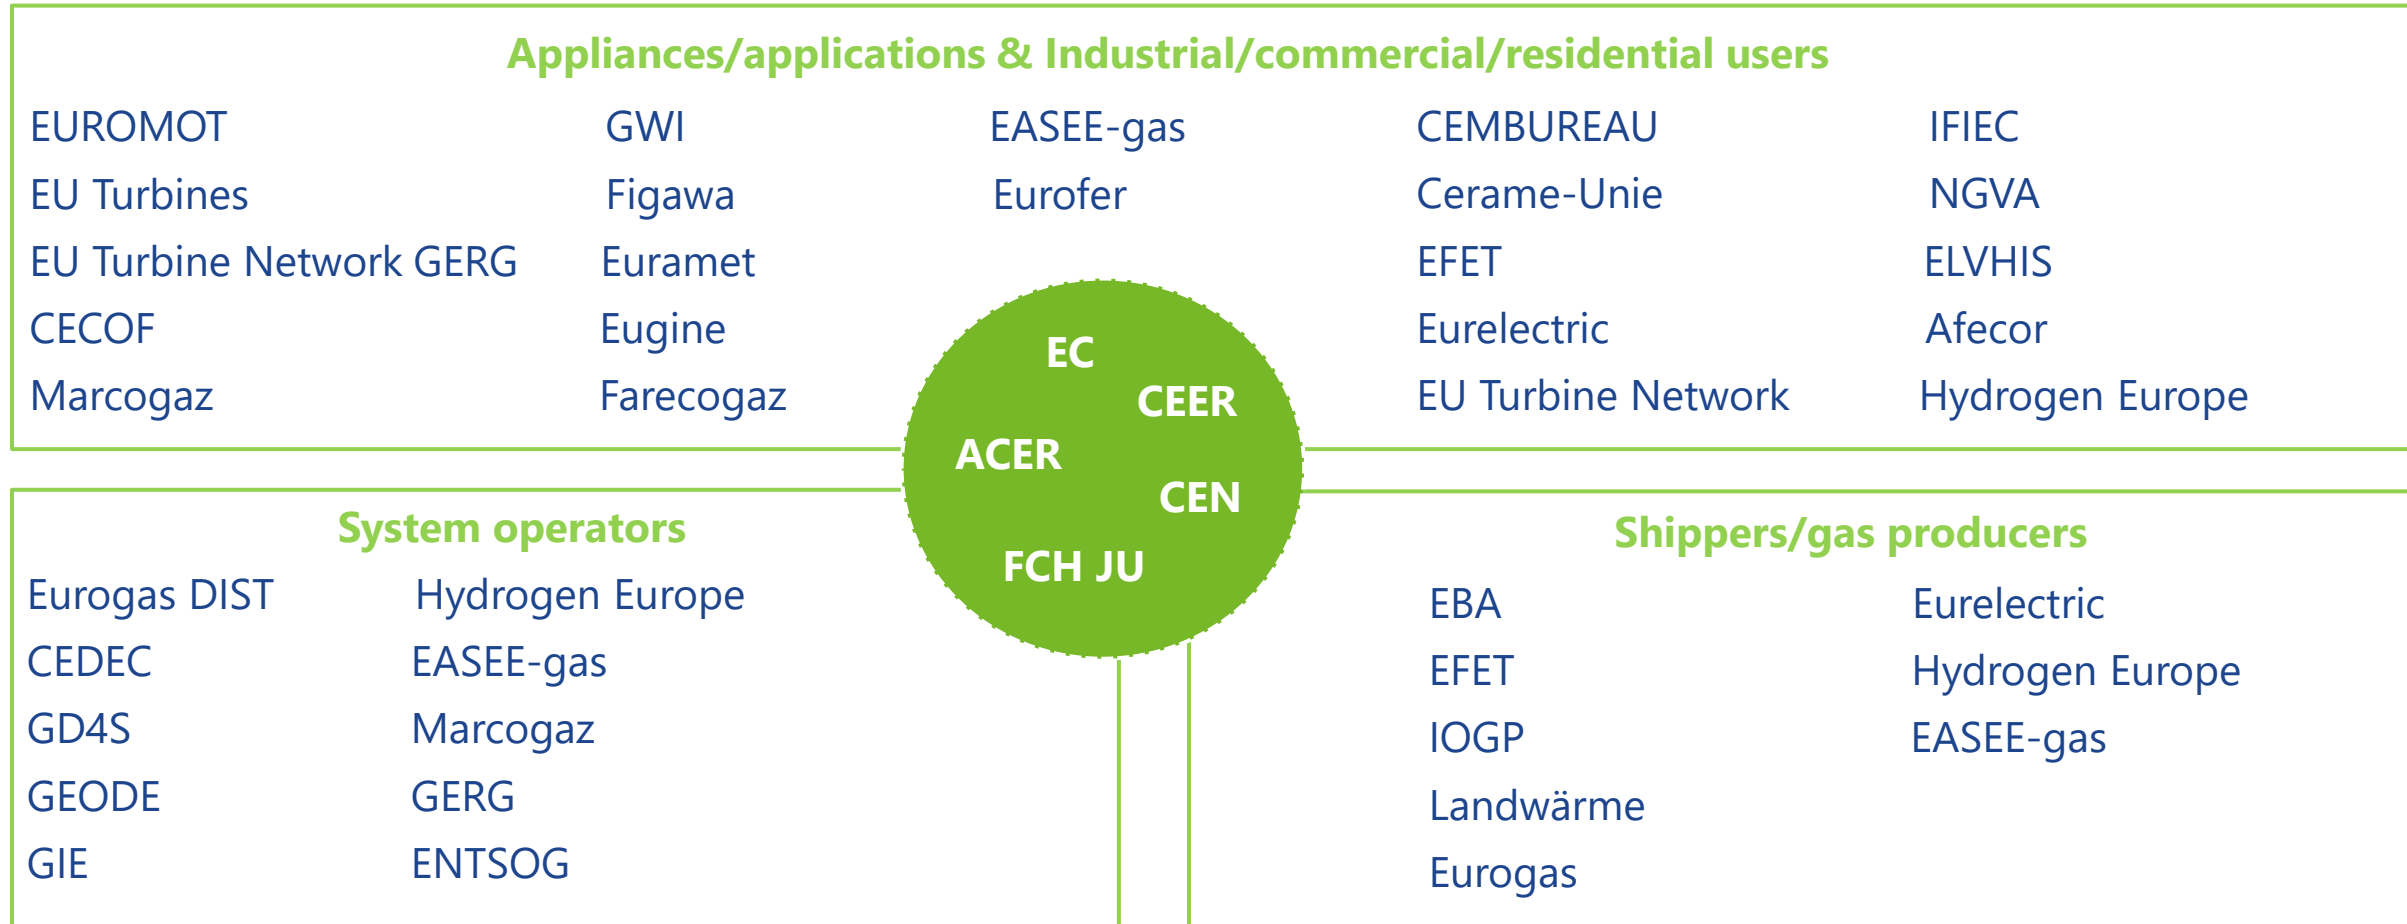 Appliances/applications & Industrial/commercial/residential users
EUROMOT
EU Turbines
EU Turbine Network GERG
CECOF
Marcogaz
GWI
Figawa
Euramet
Eugine
Farecogaz
EASEE-gas
Eurofer
CEMBUREAU
Cerame-Unie
EFET
Eurelectric
EU Turbine Network
IFIEC
NGVA
ELVHIS
Afecor
Hydrogen Europe
EC
CEER
ACER
CEN
FCH JU
System operators
Eurogas DIST
CEDEC
GD4S
GEODE
GIE
Hydrogen Europe
EASEE-gas
Marcogaz
GERG
ENTSOG
Shippers/gas producers
EBA
EFET
IOGP
Landwärme
Eurogas
Eurelectric
Hydrogen Europe
EASEE-gas